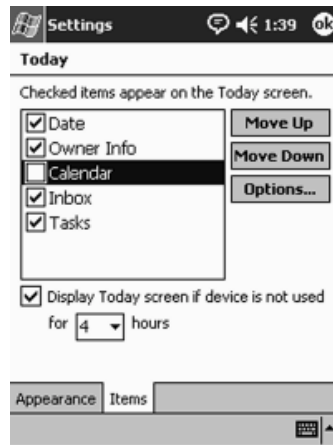 Settings 1:39 ok
Today
Checked items appear on the Today screen.
Date
Owner Info
Calendar
Inbox
Tasks
Move Up
Move Down
Options...
Display Today screen if device is not used
for 4 hours
Appearance Items